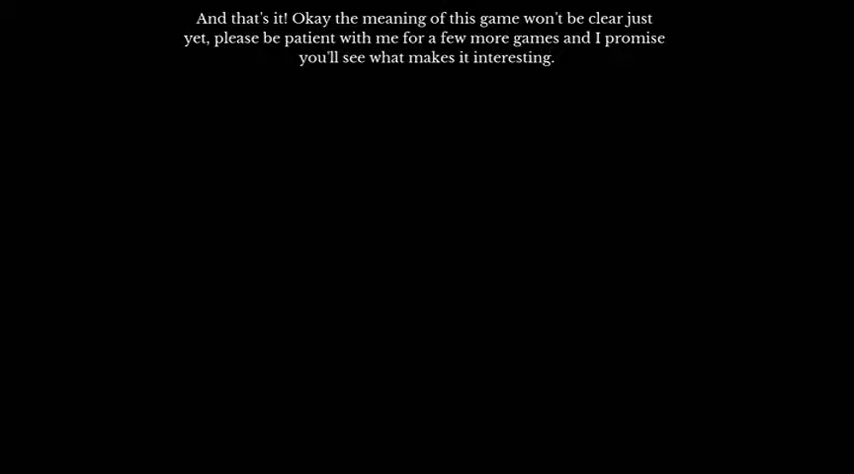 And that's it! Okay the meaning of this game won't be clear just
yet, please be patient with me for a few more games and I promise
you'll see what makes it interesting.